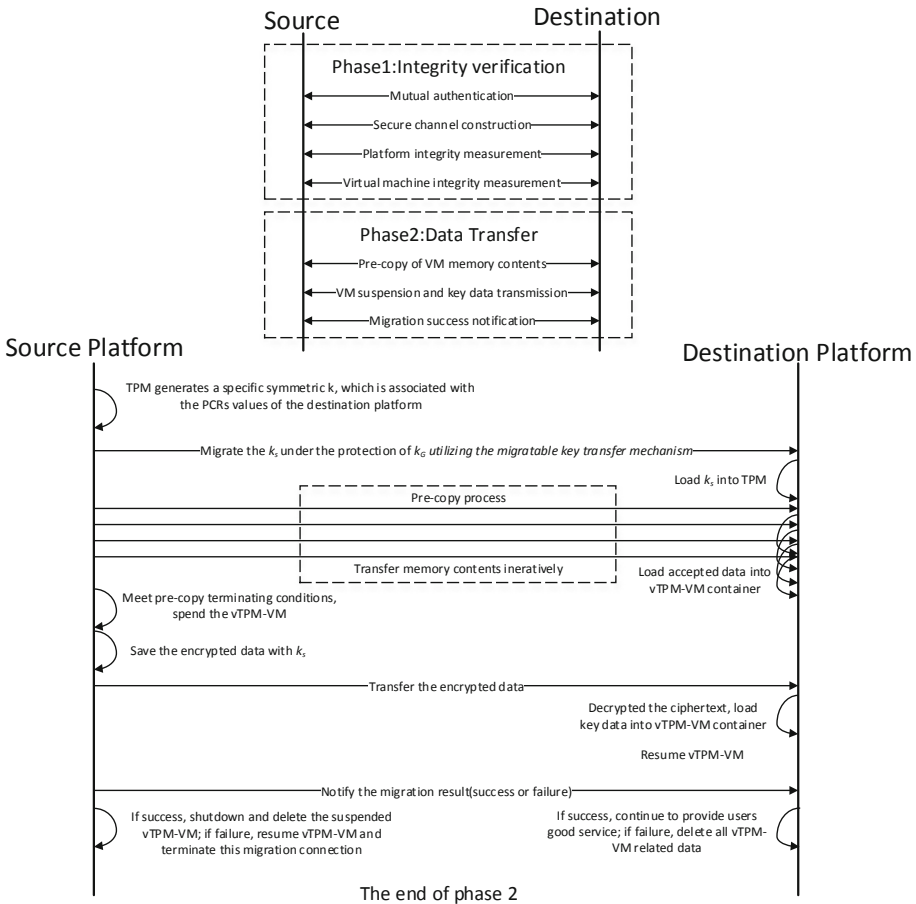 Source
Destination
Phase1:Integrity verification
Mutual authentication
Secure channel construction
Platform integrity measurement
Virtual machine integrity measurement
Phase2:Data Transfer
Pre-copy of VM memory contents
VM suspension and key data transmission
Migration success notification
Source Platform
Destination Platform
TPM generates a specific symmetric k, which is associated with
the PCRs values of the destination platform
Migrate the ks under the protection of kG utilizing the migratable key transfer mechanism
Load ks into TPM
Pre-copy process
Transfer memory contents ineratively
Load accepted data into
vTPM-VM container
Meet pre-copy terminating conditions,
spend the vTPM-VM
Save the encrypted data with ks
Transfer the encrypted data
Decrypted the ciphertext, load
key data into vTPM-VM container
Resume vTPM-VM
Notify the migration result(success or failure)
If success, shutdown and delete the suspended
vTPM-VM; if failure, resume vTPM-VM and
terminate this migration connection
If success, continue to provide users
good service; if failure, delete all vTPM-
VM related data
The end of phase 2